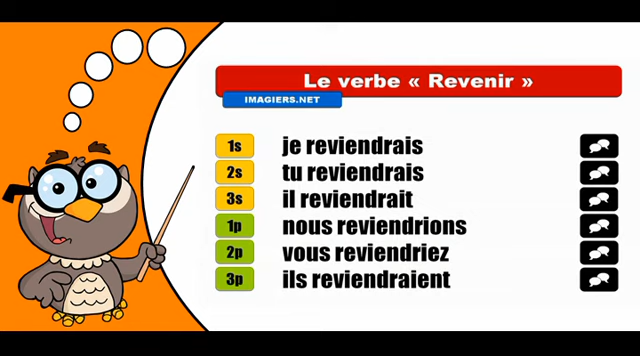 Le verbe « Revenir »
IMAGIERS.NET
1s je reviendrais
2s tu reviendrais
3s il reviendrait
1p nous reviendrions
2p vous reviendriez
3p ils reviendraient